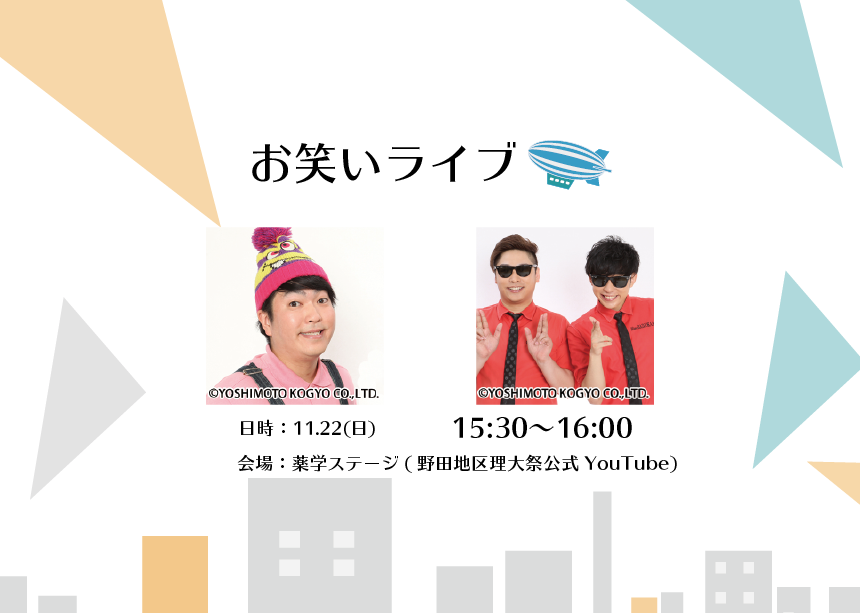 お笑いライブ
©YOSHIMOTO KOGYO CO.,LTD.
©YOSHIMOTO KOGYO CO.,LTD.
日時：11.22(日)
15:30〜16:00
会場：薬学ステージ ( 野田地区理大祭公式 YouTube)